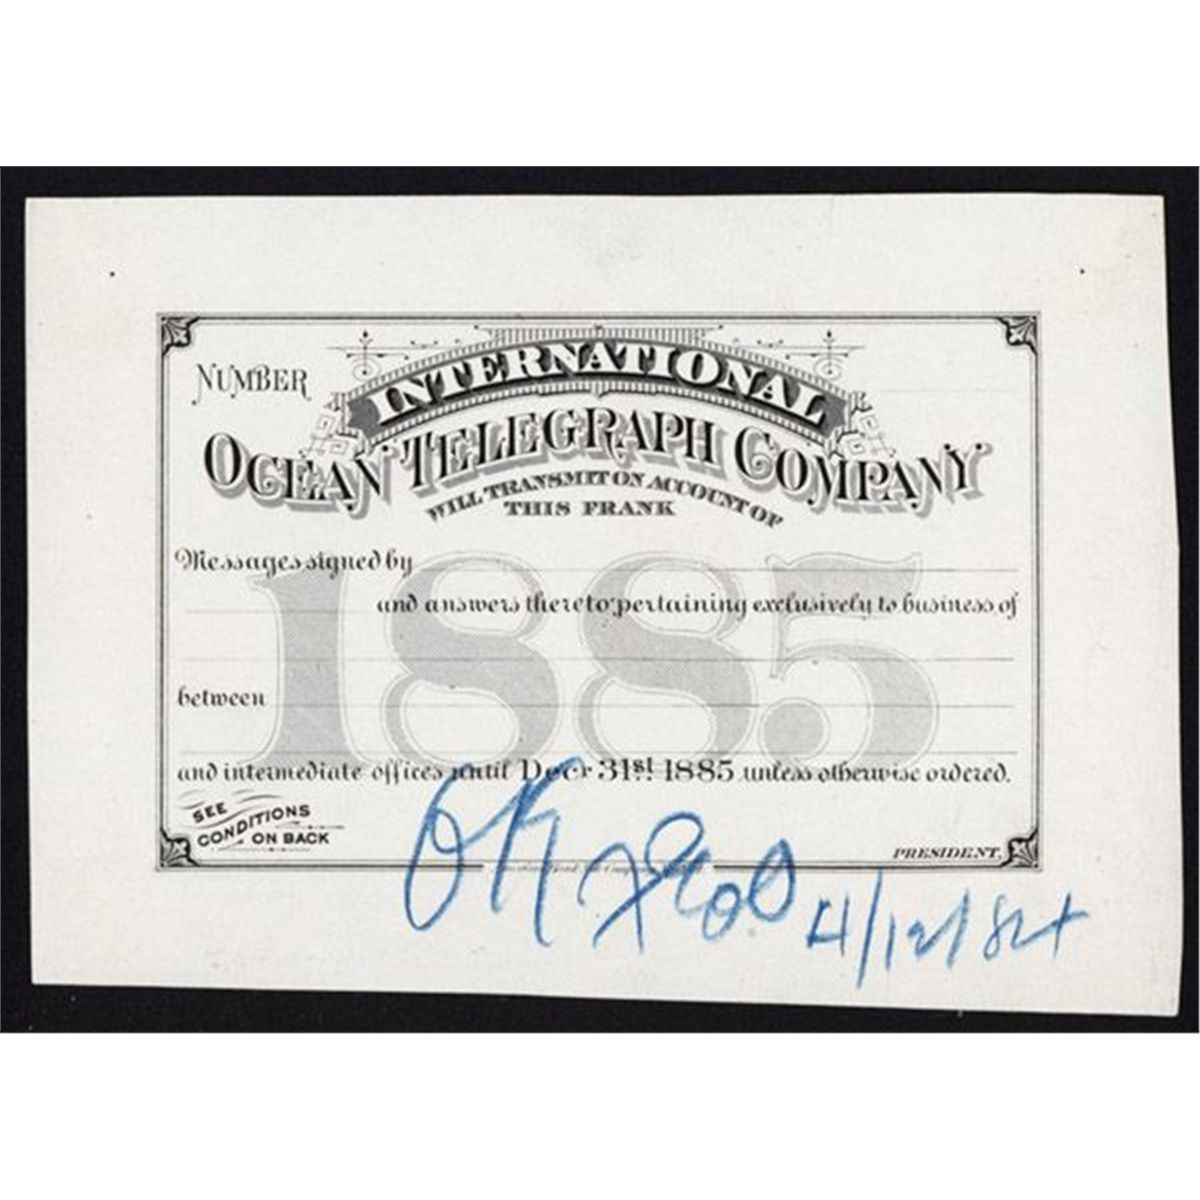 NUMBER
INTERNATIONAL
OCEAN TELEGRAPH COMPANY
WILL TRANSMIT ON ACCOUNT OF
THIS FRANK
1885
Messages signed by
and answers thereto pertaining exclusively to business of
between
and intermediate offices until Decr 31st 1885 unless otherwise ordered.
SEE
CONDITIONS
ON BACK
PRESIDENT.
OK
4/12/84